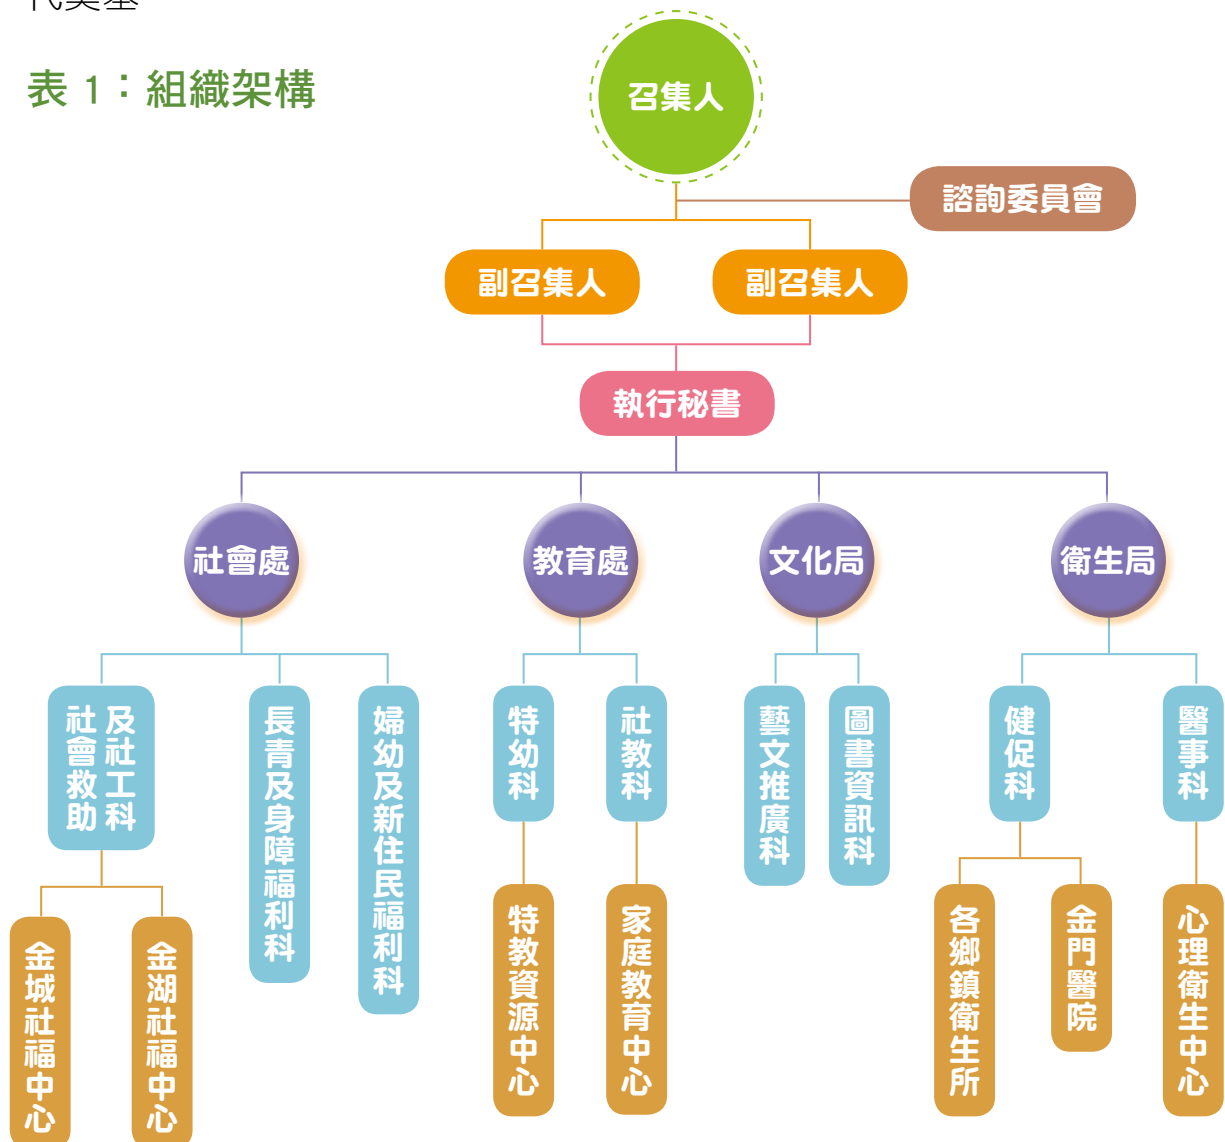 代奠基
表 1：組織架構
召集人
諮詢委員會
副召集人
副召集人
執行秘書
社會處
教育處
文化局
衛生局
社會救助
及社工科
長青及身障福利科
婦幼及新住民福利科
特幼科
社教科
藝文推廣科
圖書資訊科
健促科
醫事科
金城社福中心
金湖社福中心
特教資源中心
家庭教育中心
各鄉鎮衛生所
金門醫院
心理衛生中心